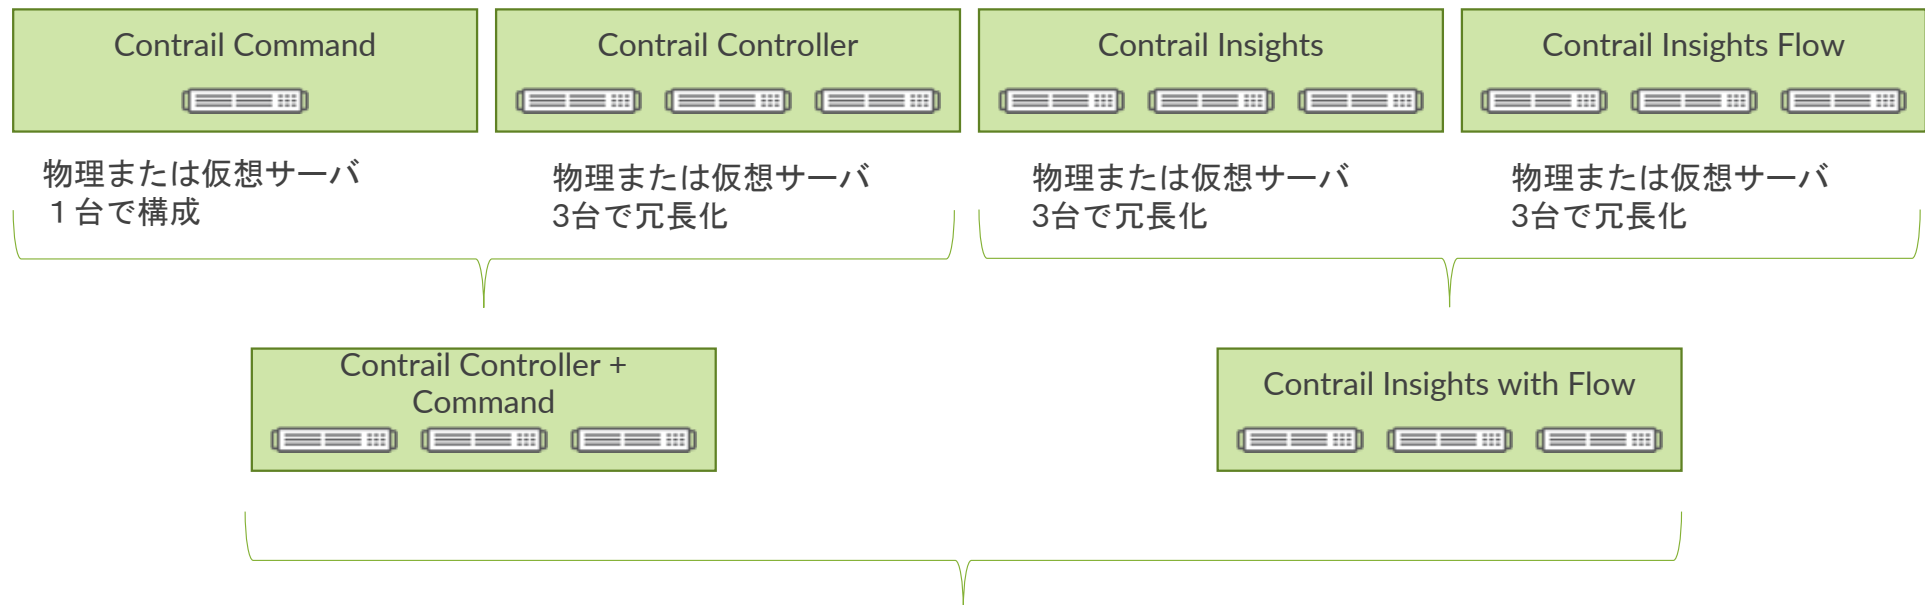 Contrail Command
Contrail Controller
Contrail Insights
Contrail Insights Flow
物理または仮想サーバ
１台で構成
物理または仮想サーバ
3台で冗長化
物理または仮想サーバ
3台で冗長化
物理または仮想サーバ
3台で冗長化
Contrail Controller +
Command
Contrail Insights with Flow